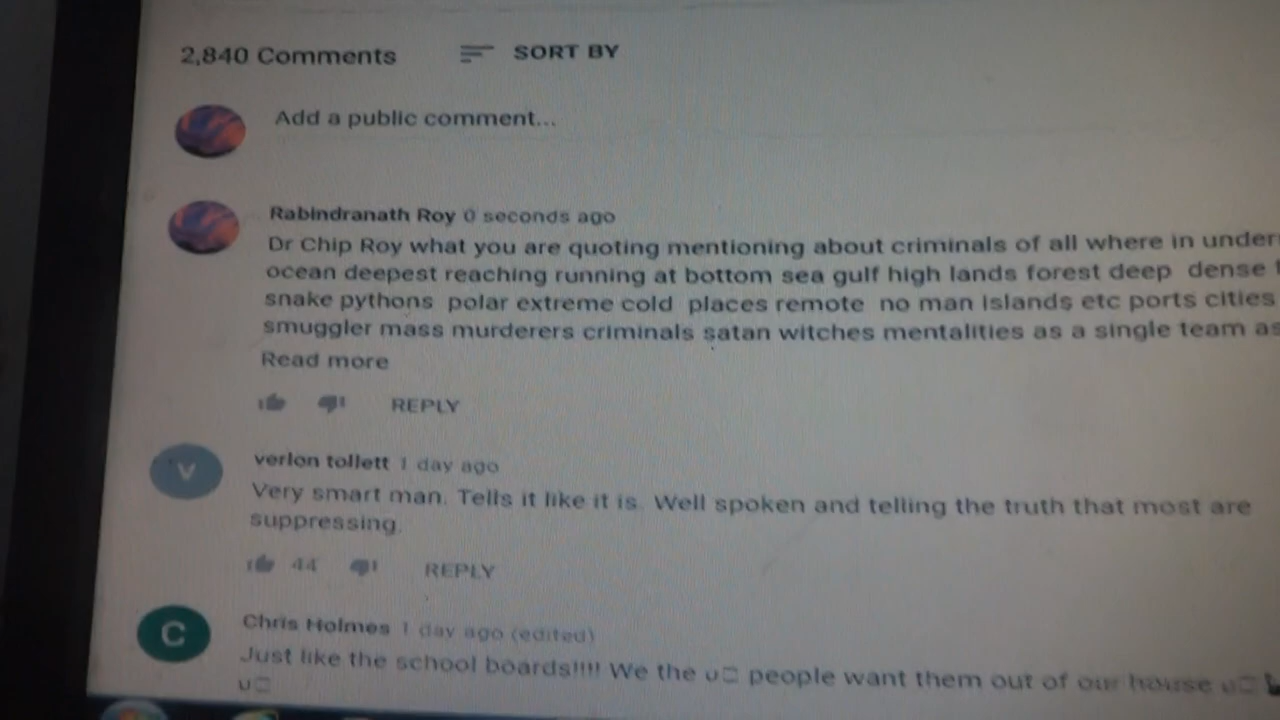 2,840 Comments SORT BY
Add a public comment...
Rabindranath Roy 0 seconds ago
Dr Chip Roy what you are quoting mentioning about criminals of all where in under
ocean deepest reaching running at bottom sea gulf high lands forest deep dense
snake pythons polar extreme cold places remote no man islands etc ports cities
smuggler mass murderers criminals satan witches mentalities as a single team as
Read more
REPLY
V
verlon tollett 1 day ago
Very smart man. Tells it like it is. Well spoken and telling the truth that most are
suppressing.
44 REPLY
C
Chris Holmes 1 day ago (edited)
Just like the school boards!!!! We the people want them out of our house